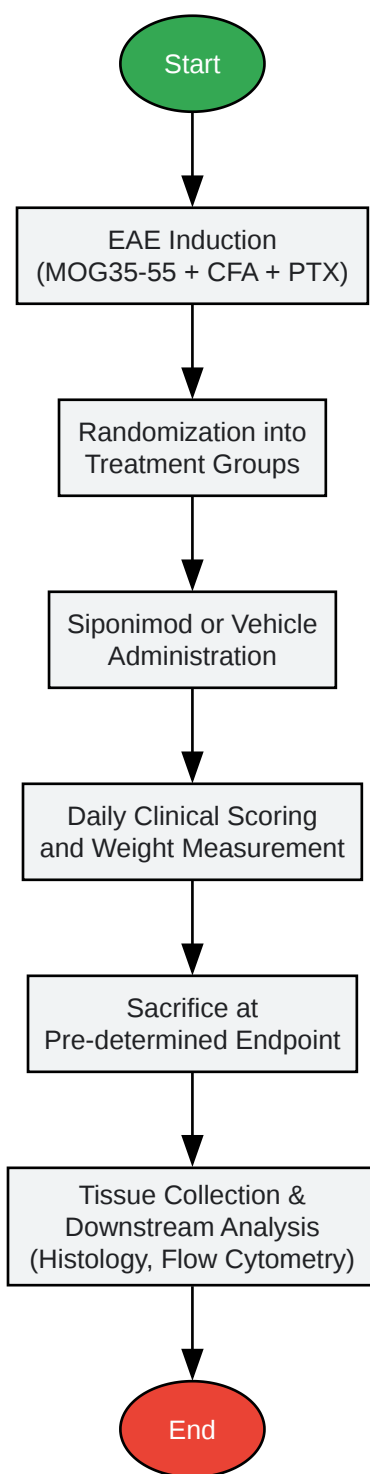 Start
EAE Induction
(MOG35-55 + CFA + PTX)
Randomization into
Treatment Groups
Siponimod or Vehicle
Administration
Daily Clinical Scoring
and Weight Measurement
Sacrifice at
Pre-determined Endpoint
Tissue Collection &
Downstream Analysis
(Histology, Flow Cytometry)
End